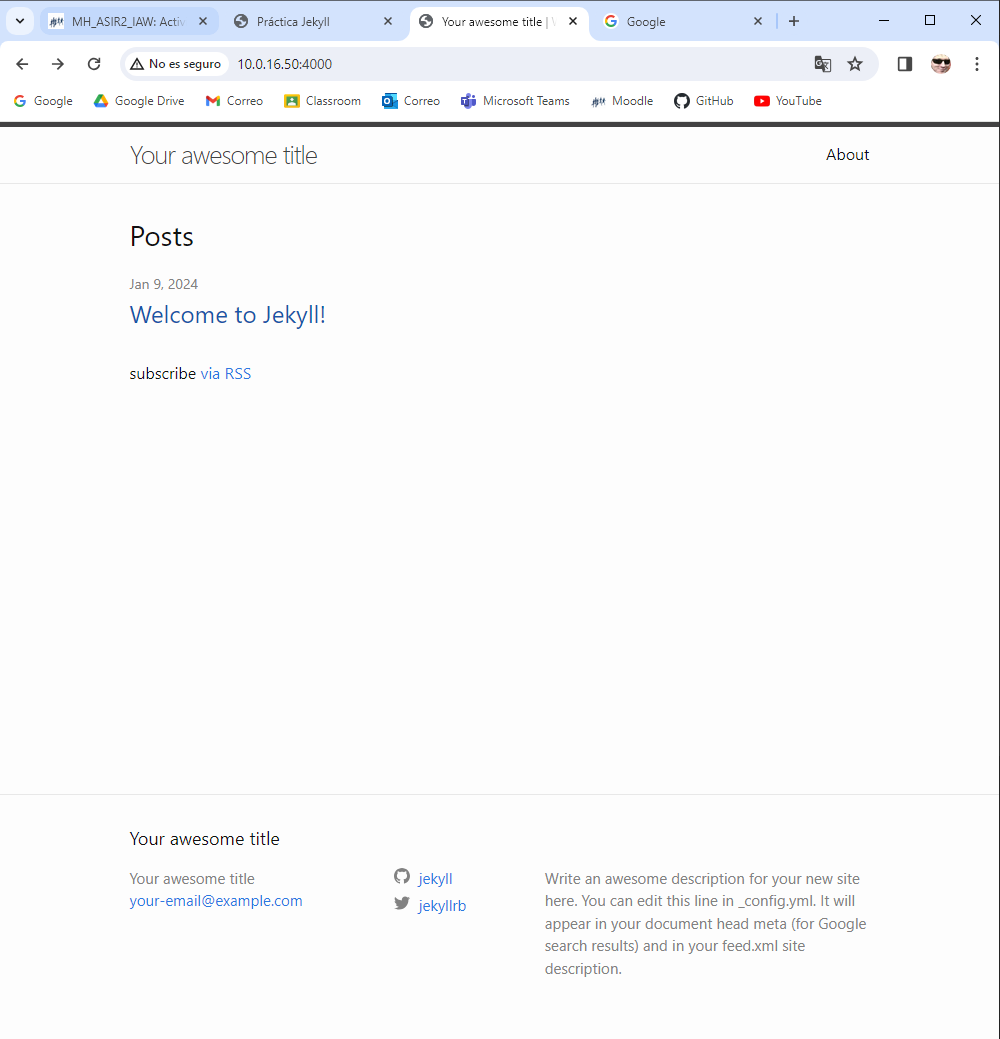 MH_ASIR2_IAW: Activ
Práctica Jekyll
Your awesome title |
Google
No es seguro
10.0.16.50:4000
Google
Google Drive
Correo
Classroom
Correo
Microsoft Teams
Moodle
GitHub
YouTube
Your awesome title
About
Posts
Jan 9, 2024
Welcome to Jekyll!
subscribe via RSS
Your awesome title
Your awesome title
your-email@example.com
jekyll
jekyllrb
Write an awesome description for your new site
here. You can edit this line in _config.yml. It will
appear in your document head meta (for Google
search results) and in your feed.xml site
description.